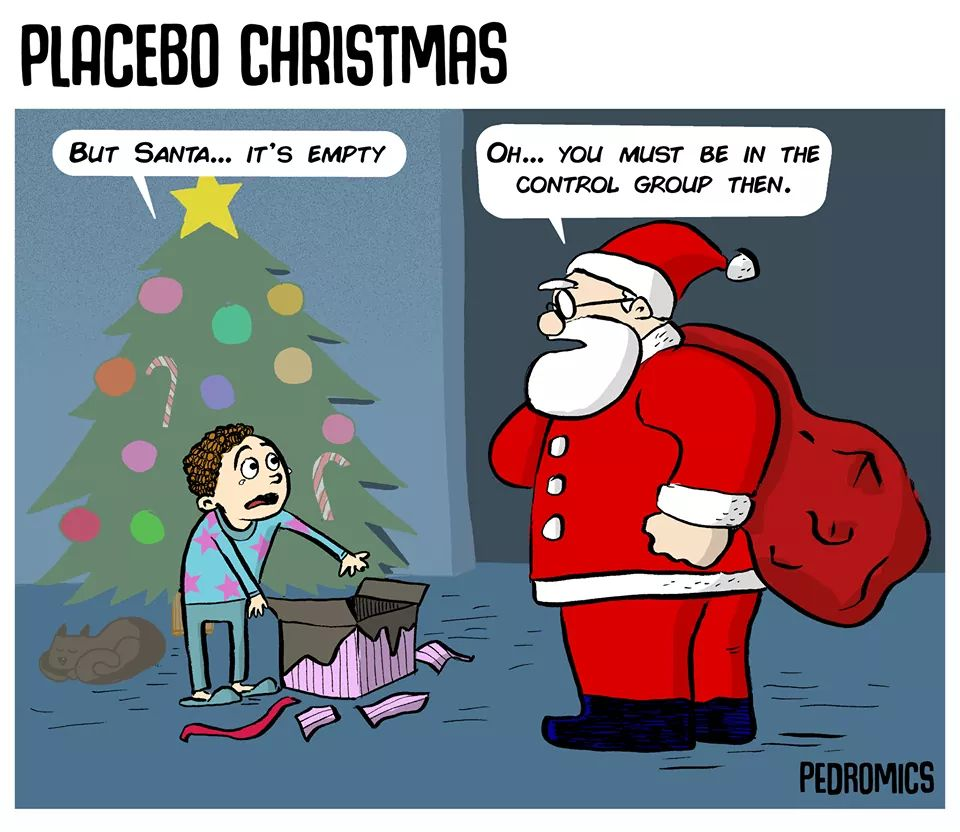 PLACEBO CHRISTMAS
BUT SANTA... IT'S EMPTY
OH... YOU MUST BE IN THE
CONTROL GROUP THEN.
PEDROMICS